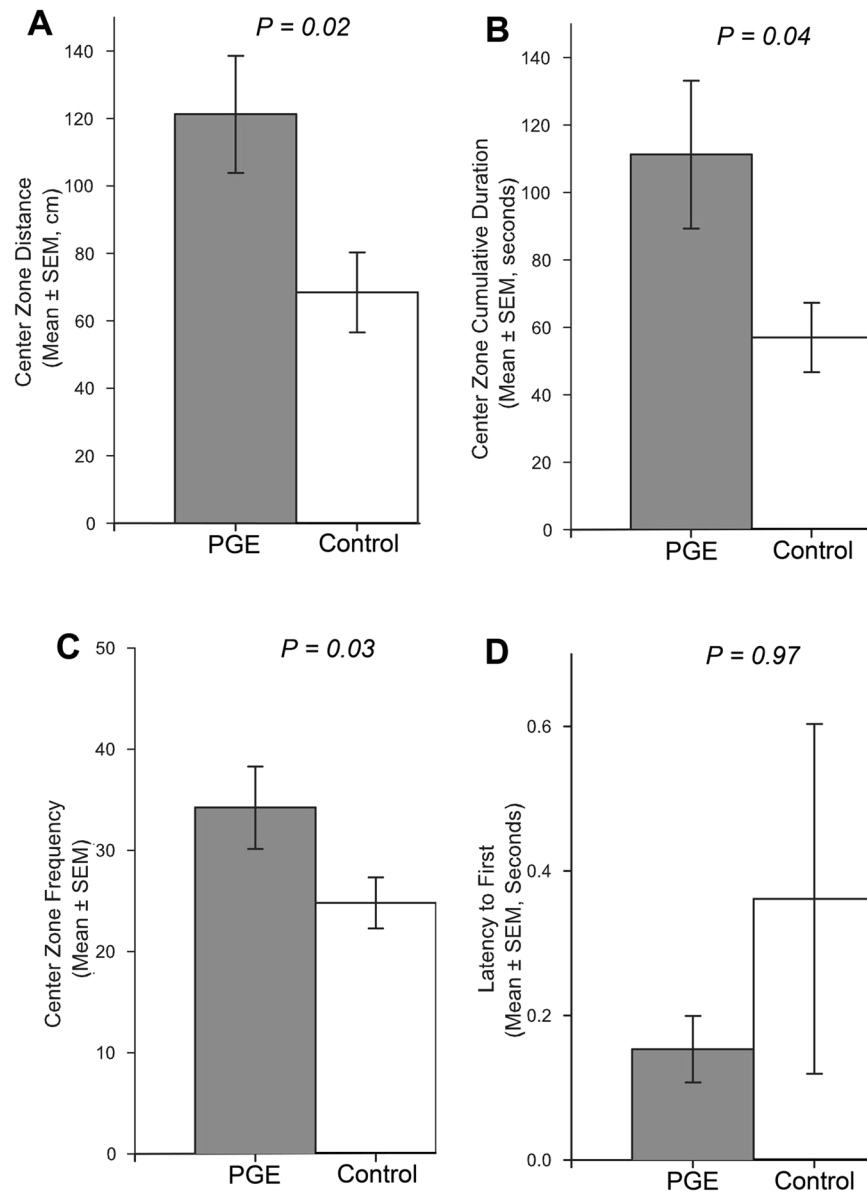 A
P = 0.02
Center Zone Distance
(Mean ± SEM, cm)
140
120
100
80
60
40
20
0
PGE
Control
B
P = 0.04
Center Zone Cumulative Duration
(Mean ± SEM, seconds)
140
120
100
80
60
40
20
0
PGE
Control
C
P = 0.03
Center Zone Frequency
(Mean ± SEM)
50
40
30
20
10
0
PGE
Control
D
P = 0.97
Latency to First
(Mean ± SEM, Seconds)
0.6
0.4
0.2
0.0
PGE
Control